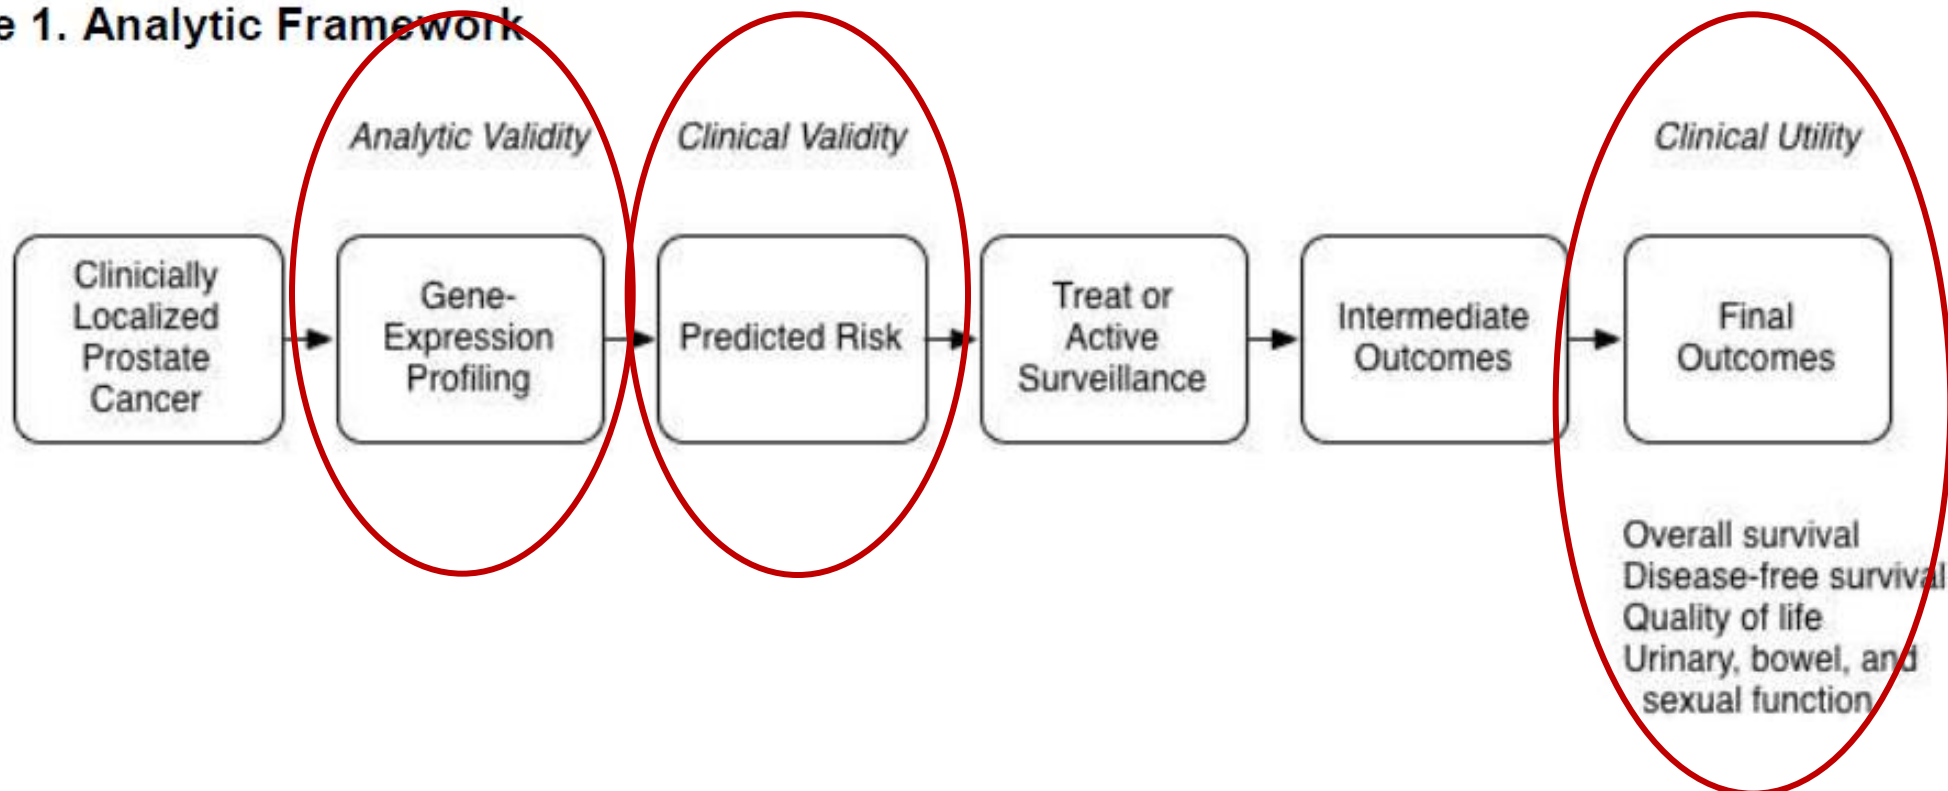 e 1. Analytic Framework
Analytic Validity
Clinical Validity
Clinical Utility
Clinicially
Localized
Prostate
Cancer
Gene-
Expression
Profiling
Predicted Risk
Treat or
Active
Surveillance
Intermediate
Outcomes
Final
Outcomes
Overall survival
Disease-free survival
Quality of life
Urinary, bowel, and
sexual function